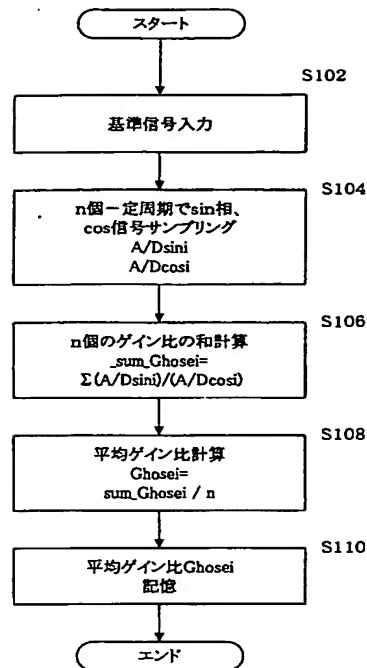 スタート
S102
基準信号入力
S104
n個一定周期でsin相、
cos信号サンプリング
A/Dsini
A/Dcosi
S106
n個のゲイン比の和計算
_sum_Ghosei=
Σ(A/Dsini)/(A/Dcosi)
S108
平均ゲイン比計算
Ghosei=
sum_Ghosei / n
S110
平均ゲイン比Ghosei
記憶
エンド